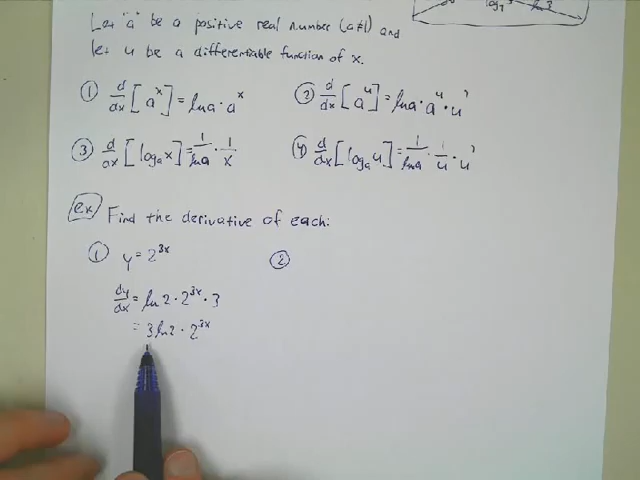 Let "a" be a positive real number (a≠1) and
let u be a differentiable function of x.
① d/dx [a^x] = ln a · a^x
② d/dx [a^u] = ln a · a^u · u'
③ d/dx [log_a x] = 1/ln a · 1/x
④ d/dx [log_a u] = 1/ln a · 1/u · u'
ex Find the derivative of each:
① y = 2^3x
②
dy/dx = ln 2 · 2^3x · 3
= 3 ln 2 · 2^3x